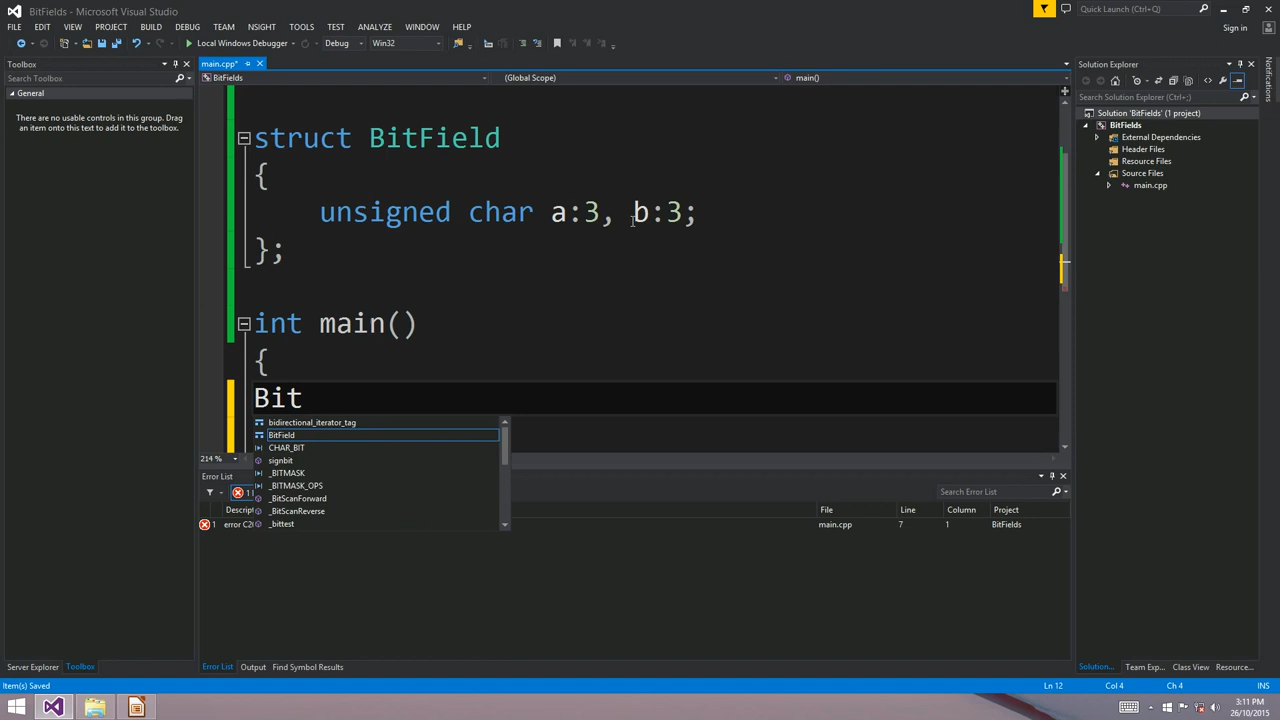 BitFields - Microsoft Visual Studio
Quick Launch (Ctrl+Q)
FILE EDIT VIEW PROJECT BUILD DEBUG TEAM NSIGHT TOOLS TEST ANALYZE WINDOW HELP
Sign in
Local Windows Debugger Debug Win32
Toolbox
Search Toolbox
General
There are no usable controls in this group. Drag an item onto this text to add it to the toolbox.
main.cpp*
BitFields (Global Scope) main()
struct BitField
{
unsigned char a:3, b:3;
};
int main()
{
Bit
bidirectional_iterator_tag
BitField
CHAR_BIT
signbit
_BITMASK
_BITMASK_OPS
_BitScanForward
_BitScanReverse
_bittest
214 %
Error List
1
Search Error List
Descript File Line Column Project
1 error C20 main.cpp 7 1 BitFields
Solution Explorer
Search Solution Explorer (Ctrl+;)
Solution 'BitFields' (1 project)
BitFields
External Dependencies
Header Files
Resource Files
Source Files
main.cpp
Notifications
Server Explorer Toolbox
Error List Output Find Symbol Results
Solution... Team Exp... Class View Resource...
Item(s) Saved Ln 12 Col 4 Ch 4 INS
3:11 PM
26/10/2015